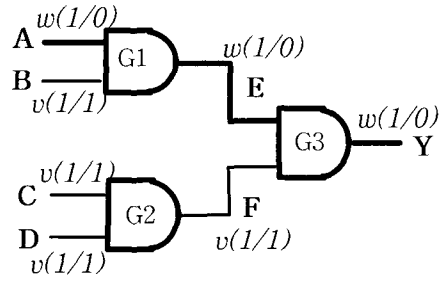 w(1/0)
A
G1
B
v(1/1)
w(1/0)
E
G3
w(1/0)
Y
v(1/1)
C
G2
D
v(1/1)
F
v(1/1)